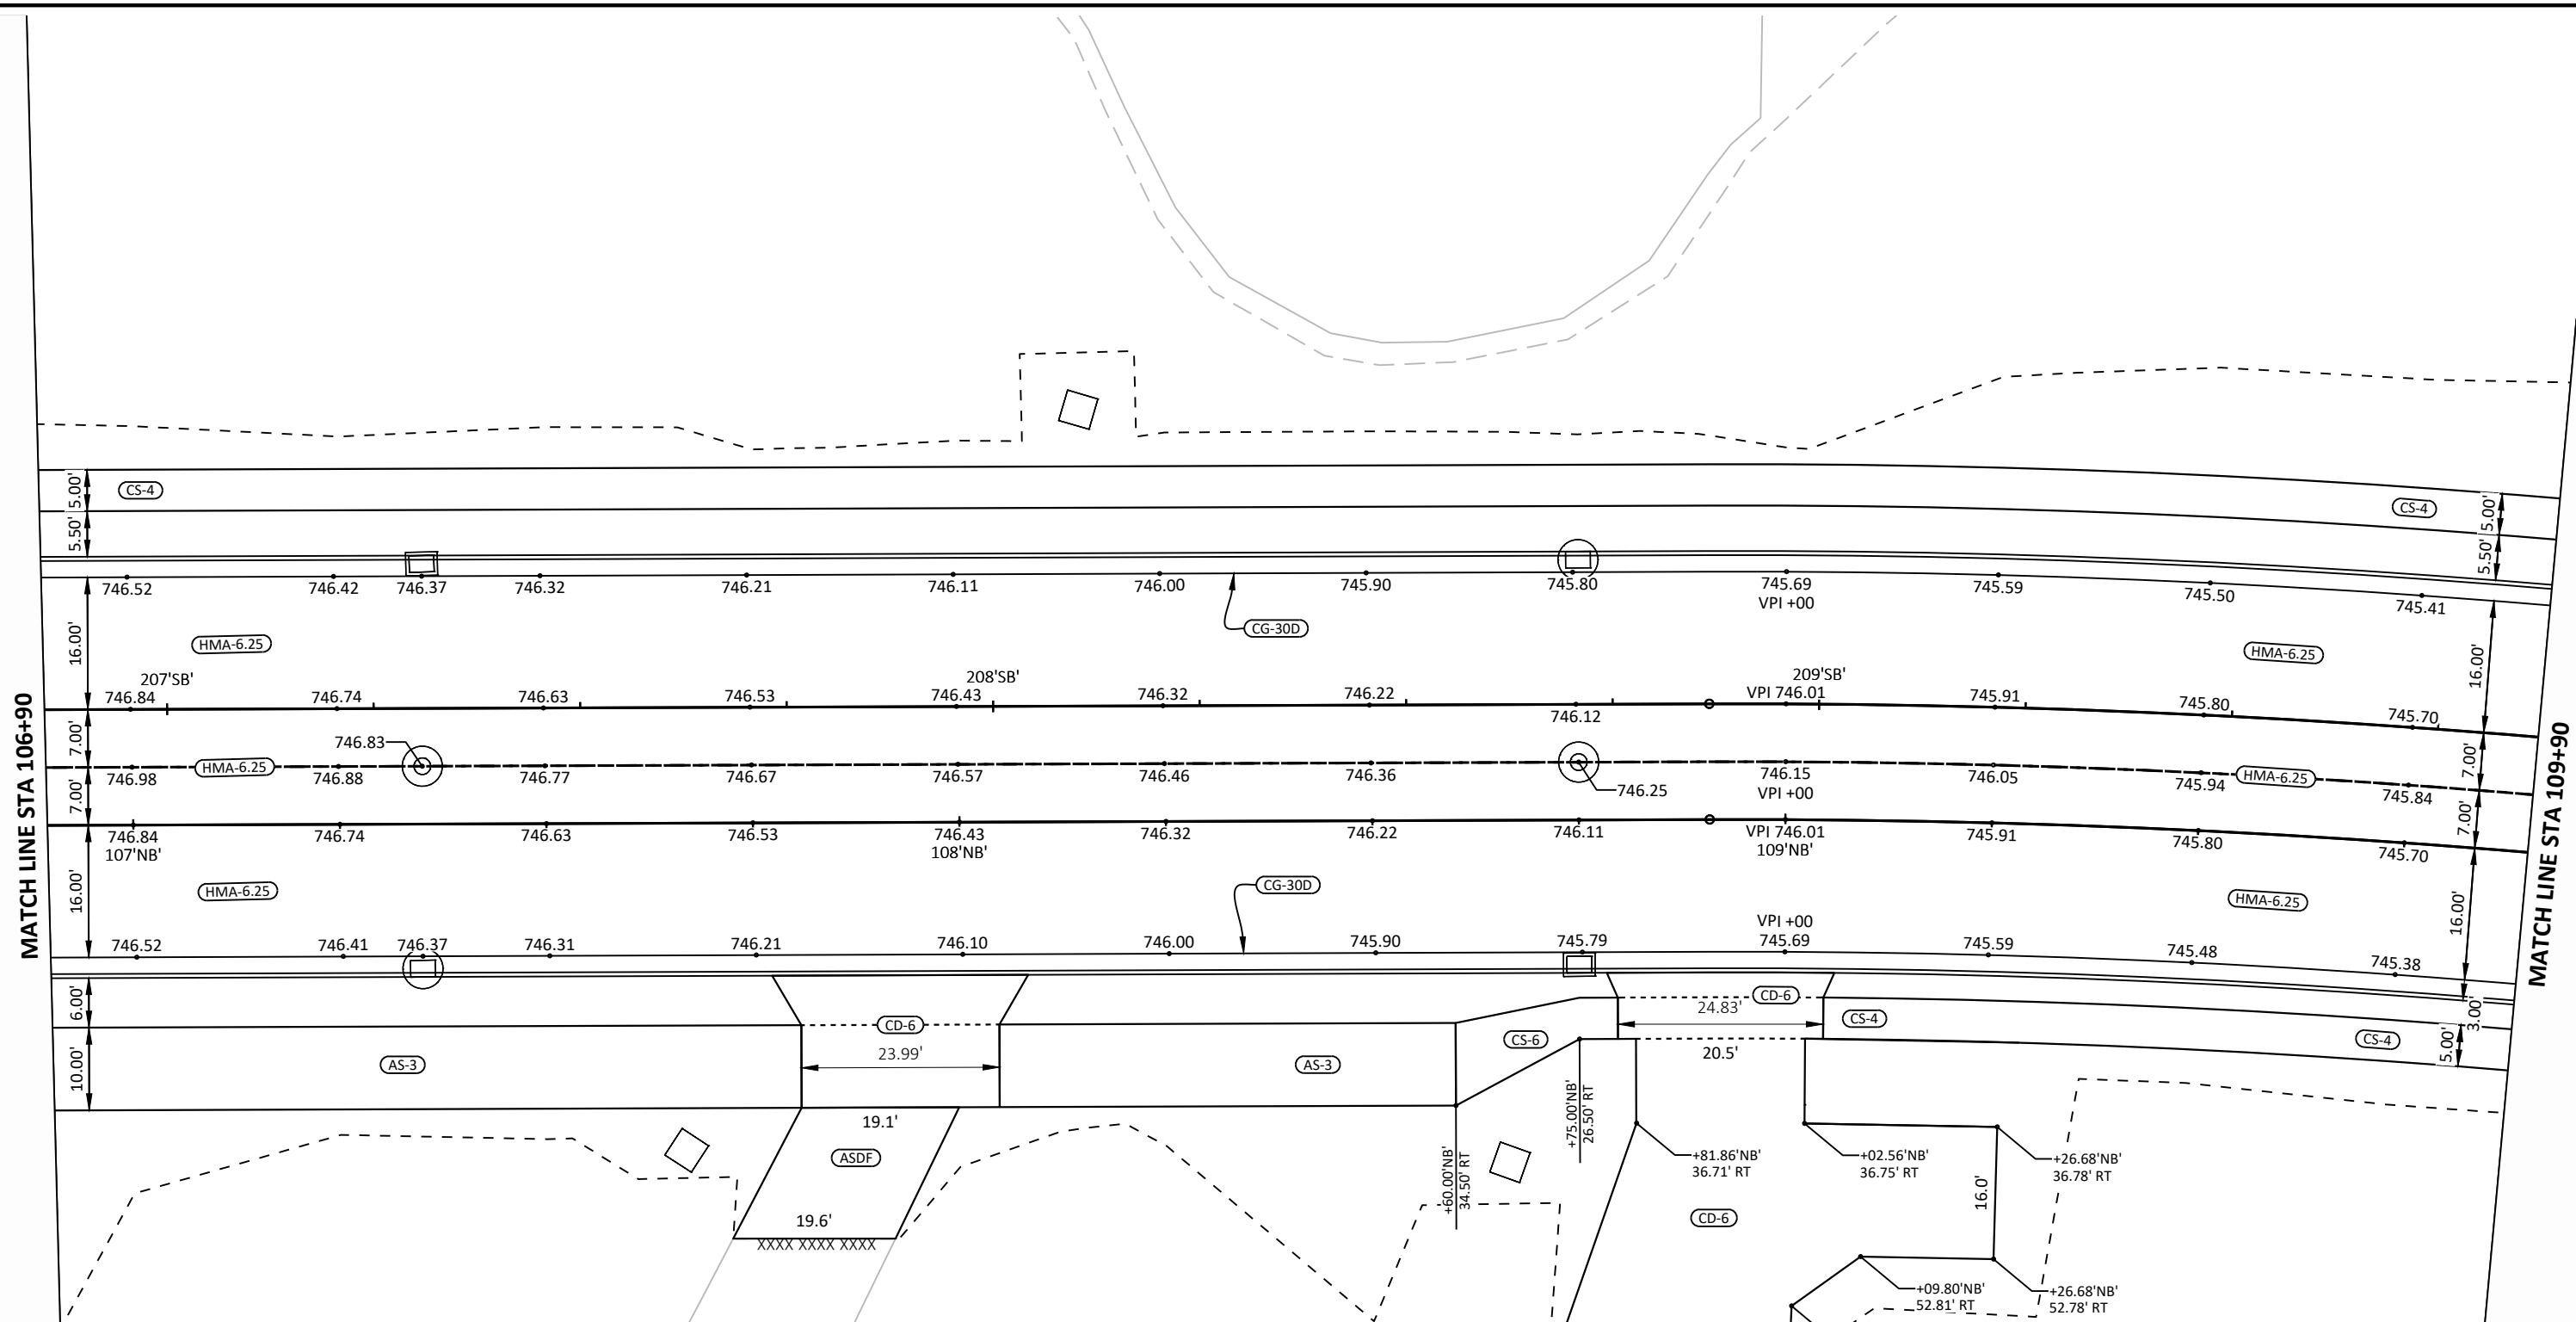 5.00'
CS-4
CS-4
5.00'
5.50'
5.50'
746.52
746.42
746.37
746.32
746.21
746.11
746.00
745.90
745.80
745.69
745.59
745.50
745.41
VPI +00
CG-30D
16.00'
HMA-6.25
HMA-6.25
16.00'
207'SB'
208'SB'
209'SB'
746.84
746.74
746.63
746.53
746.43
746.32
746.22
746.12
VPI 746.01
745.91
745.80
745.70
MATCH LINE STA 106+90
MATCH LINE STA 109+90
7.00'
7.00'
746.83
HMA-6.25
HMA-6.25
746.98
746.88
746.77
746.67
746.57
746.46
746.36
746.25
746.15
VPI +00
746.05
745.94
745.84
7.00'
7.00'
746.84
746.74
746.63
746.53
746.43
746.32
746.22
746.11
VPI 746.01
745.91
745.80
745.70
107'NB'
108'NB'
109'NB'
16.00'
HMA-6.25
CG-30D
HMA-6.25
16.00'
VPI +00
746.52
746.41
746.37
746.31
746.21
746.10
746.00
745.90
745.79
745.69
745.59
745.48
745.38
6.00'
CD-6
CD-6
24.83'
CS-4
3.00'
10.00'
AS-3
23.99'
AS-3
CS-6
20.5'
CS-4
5.00'
19.1'
ASDF
19.6'
XXXX XXXX XXXX
+60.00'NB'
34.50' RT
+75.00'NB'
26.50' RT
+81.86'NB'
36.71' RT
+02.56'NB'
36.75' RT
+26.68'NB'
36.78' RT
CD-6
16.0'
+09.80'NB'
52.81' RT
+26.68'NB'
52.78' RT